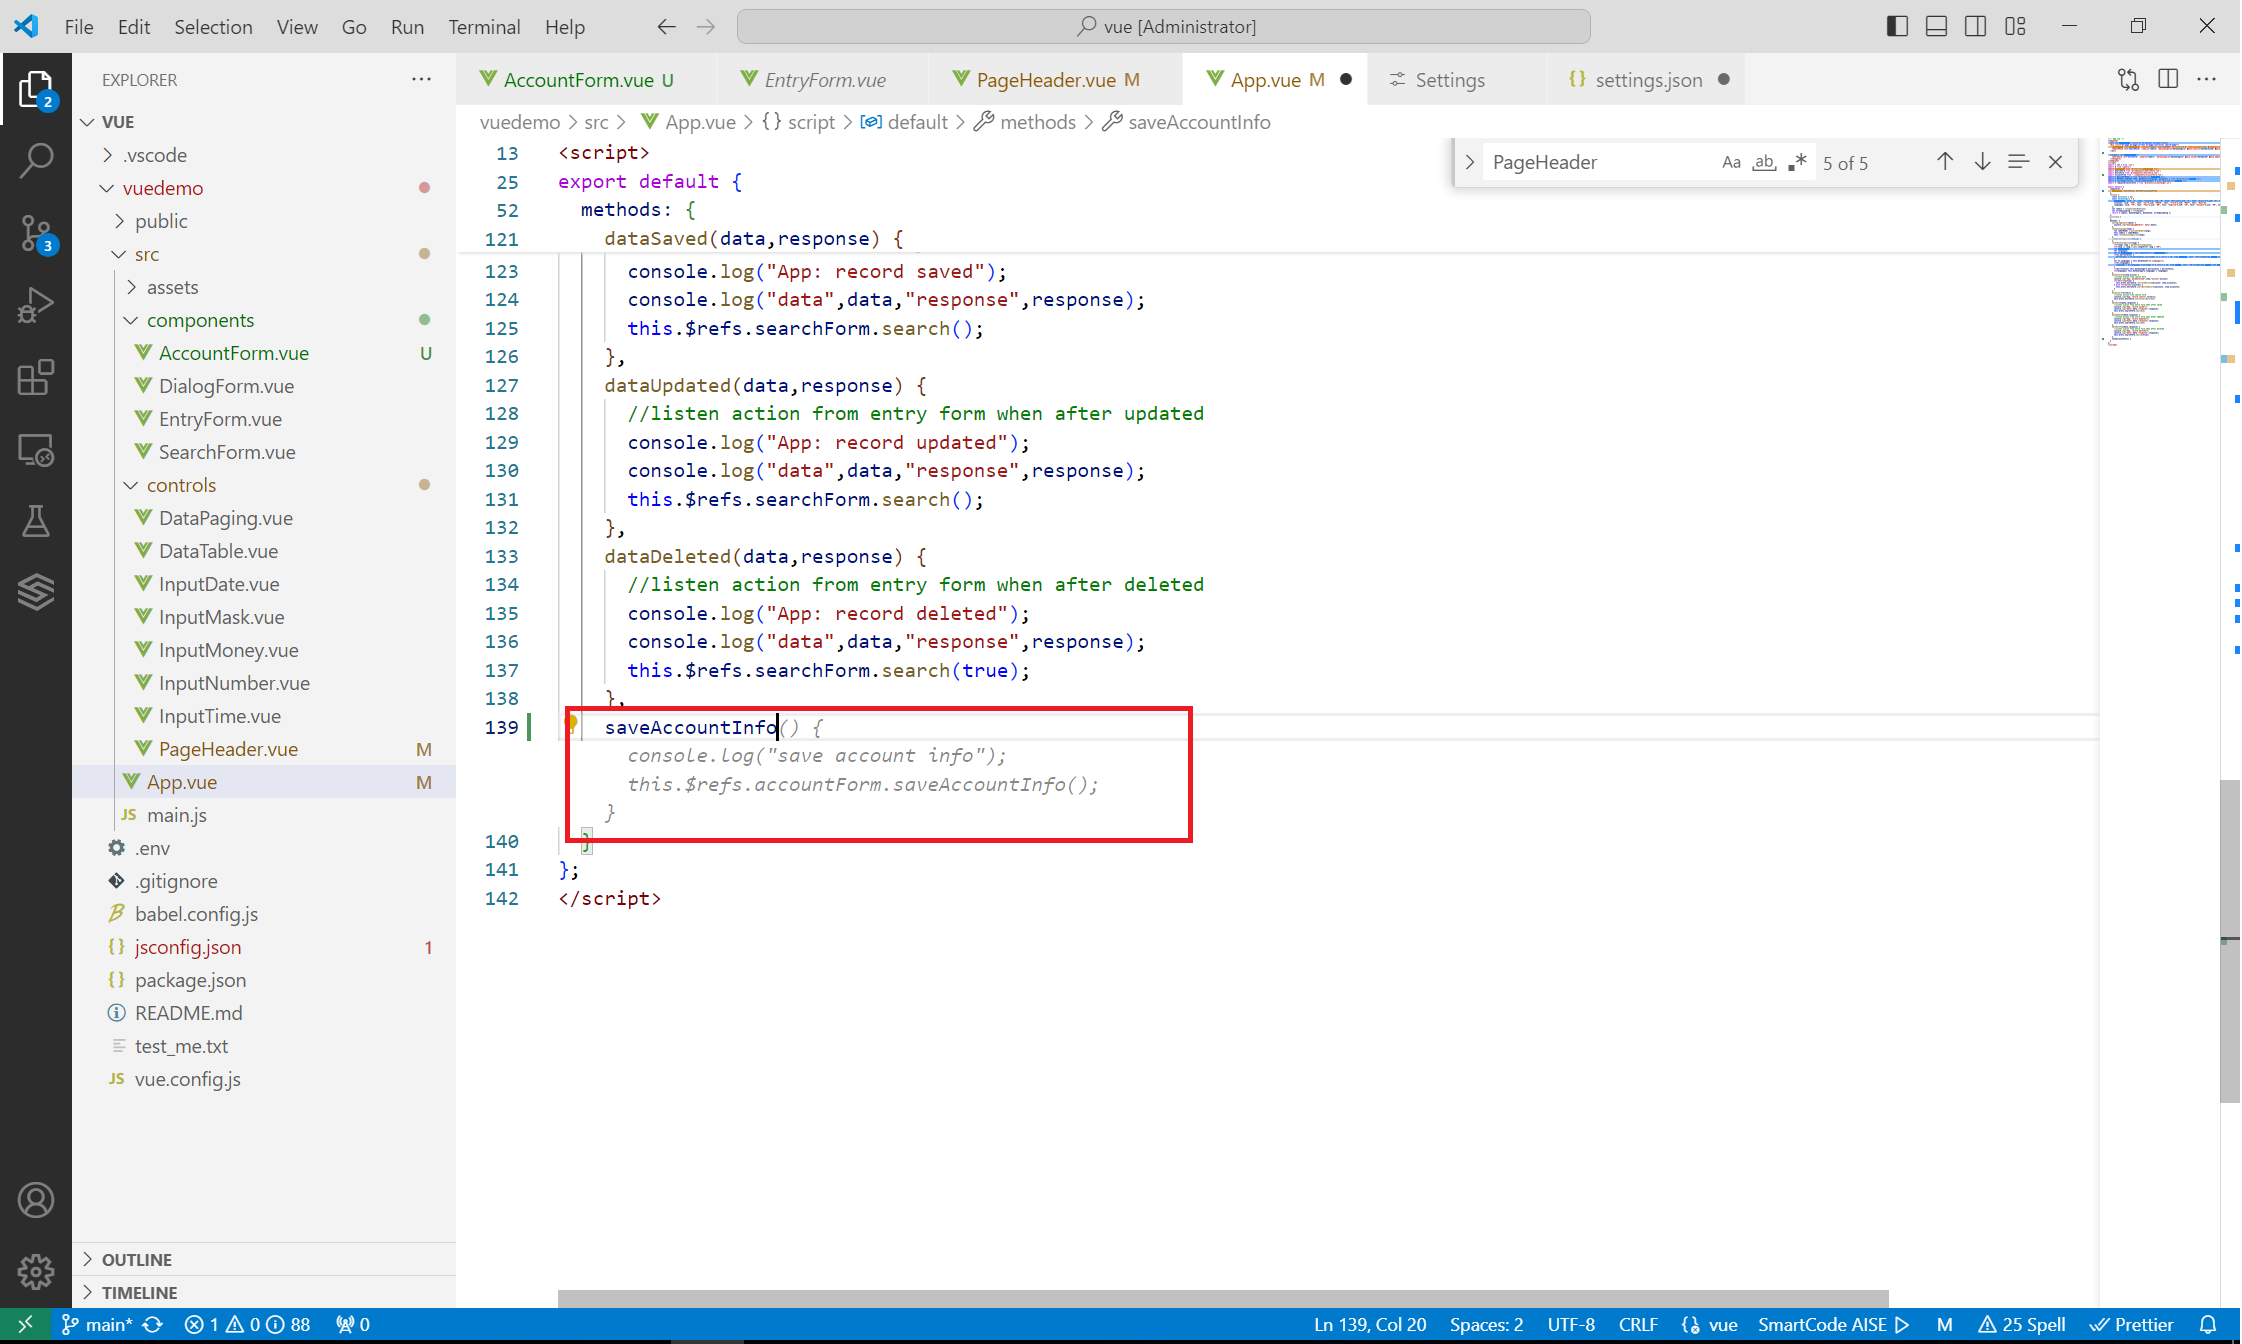 File Edit Selection View Go Run Terminal Help
vue [Administrator]
EXPLORER
VUE
.vscode
vuedemo
public
src
assets
components
AccountForm.vue U
DialogForm.vue
EntryForm.vue
SearchForm.vue
controls
DataPaging.vue
DataTable.vue
InputDate.vue
InputMask.vue
InputMoney.vue
InputNumber.vue
InputTime.vue
PageHeader.vue M
App.vue M
JS main.js
.env
.gitignore
babel.config.js
{} jsconfig.json 1
{} package.json
README.md
test_me.txt
JS vue.config.js
OUTLINE
TIMELINE
2
3
AccountForm.vue U
EntryForm.vue
PageHeader.vue M
App.vue M
Settings
{} settings.json
vuedemo > src > App.vue > {} script > default > methods > saveAccountInfo
PageHeader Aa ab 5 of 5
13 <script>
25 export default {
52 methods: {
121 dataSaved(data,response) {
123 console.log("App: record saved");
124 console.log("data",data,"response",response);
125 this.$refs.searchForm.search();
126 },
127 dataUpdated(data,response) {
128 //listen action from entry form when after updated
129 console.log("App: record updated");
130 console.log("data",data,"response",response);
131 this.$refs.searchForm.search();
132 },
133 dataDeleted(data,response) {
134 //listen action from entry form when after deleted
135 console.log("App: record deleted");
136 console.log("data",data,"response",response);
137 this.$refs.searchForm.search(true);
138 },
139 saveAccountInfo() {
console.log("save account info");
this.$refs.accountForm.saveAccountInfo();
}
140 }
141 };
142 </script>
main* 1 0 88 0
Ln 139, Col 20 Spaces: 2 UTF-8 CRLF vue SmartCode AISE M 25 Spell Prettier